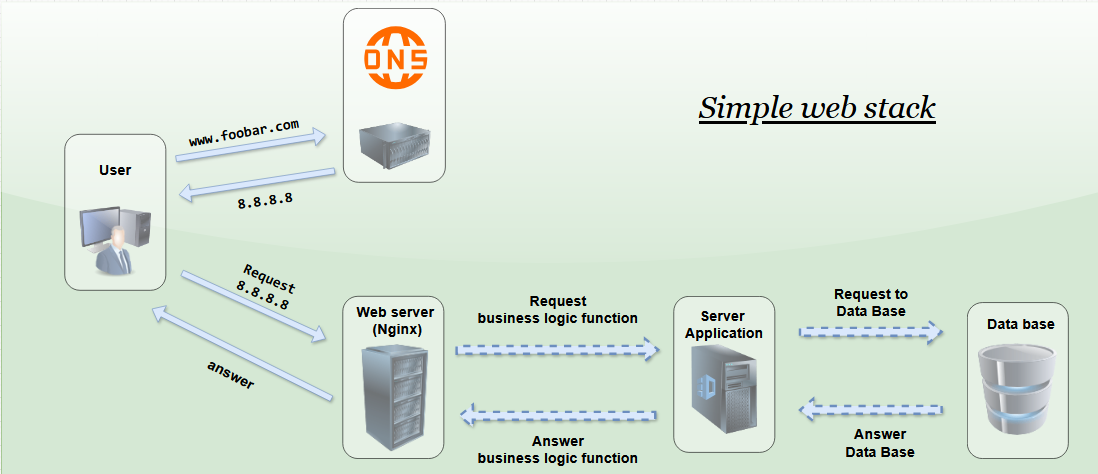 DNS
Simple web stack
www.foobar.com
User
8.8.8.8
Request
8.8.8.8
answer
Web server
(Nginx)
Request
business logic function
Answer
business logic function
Server
Application
Request to
Data Base
Answer
Data Base
Data base